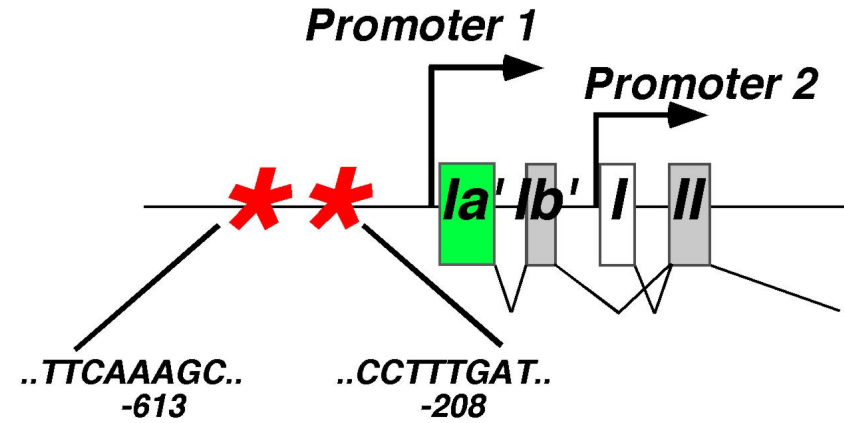 Promoter 1
Promoter 2
Ia' Ib' I II
..TTCAAAGC.. ..CCTTTGAT..
-613 -208